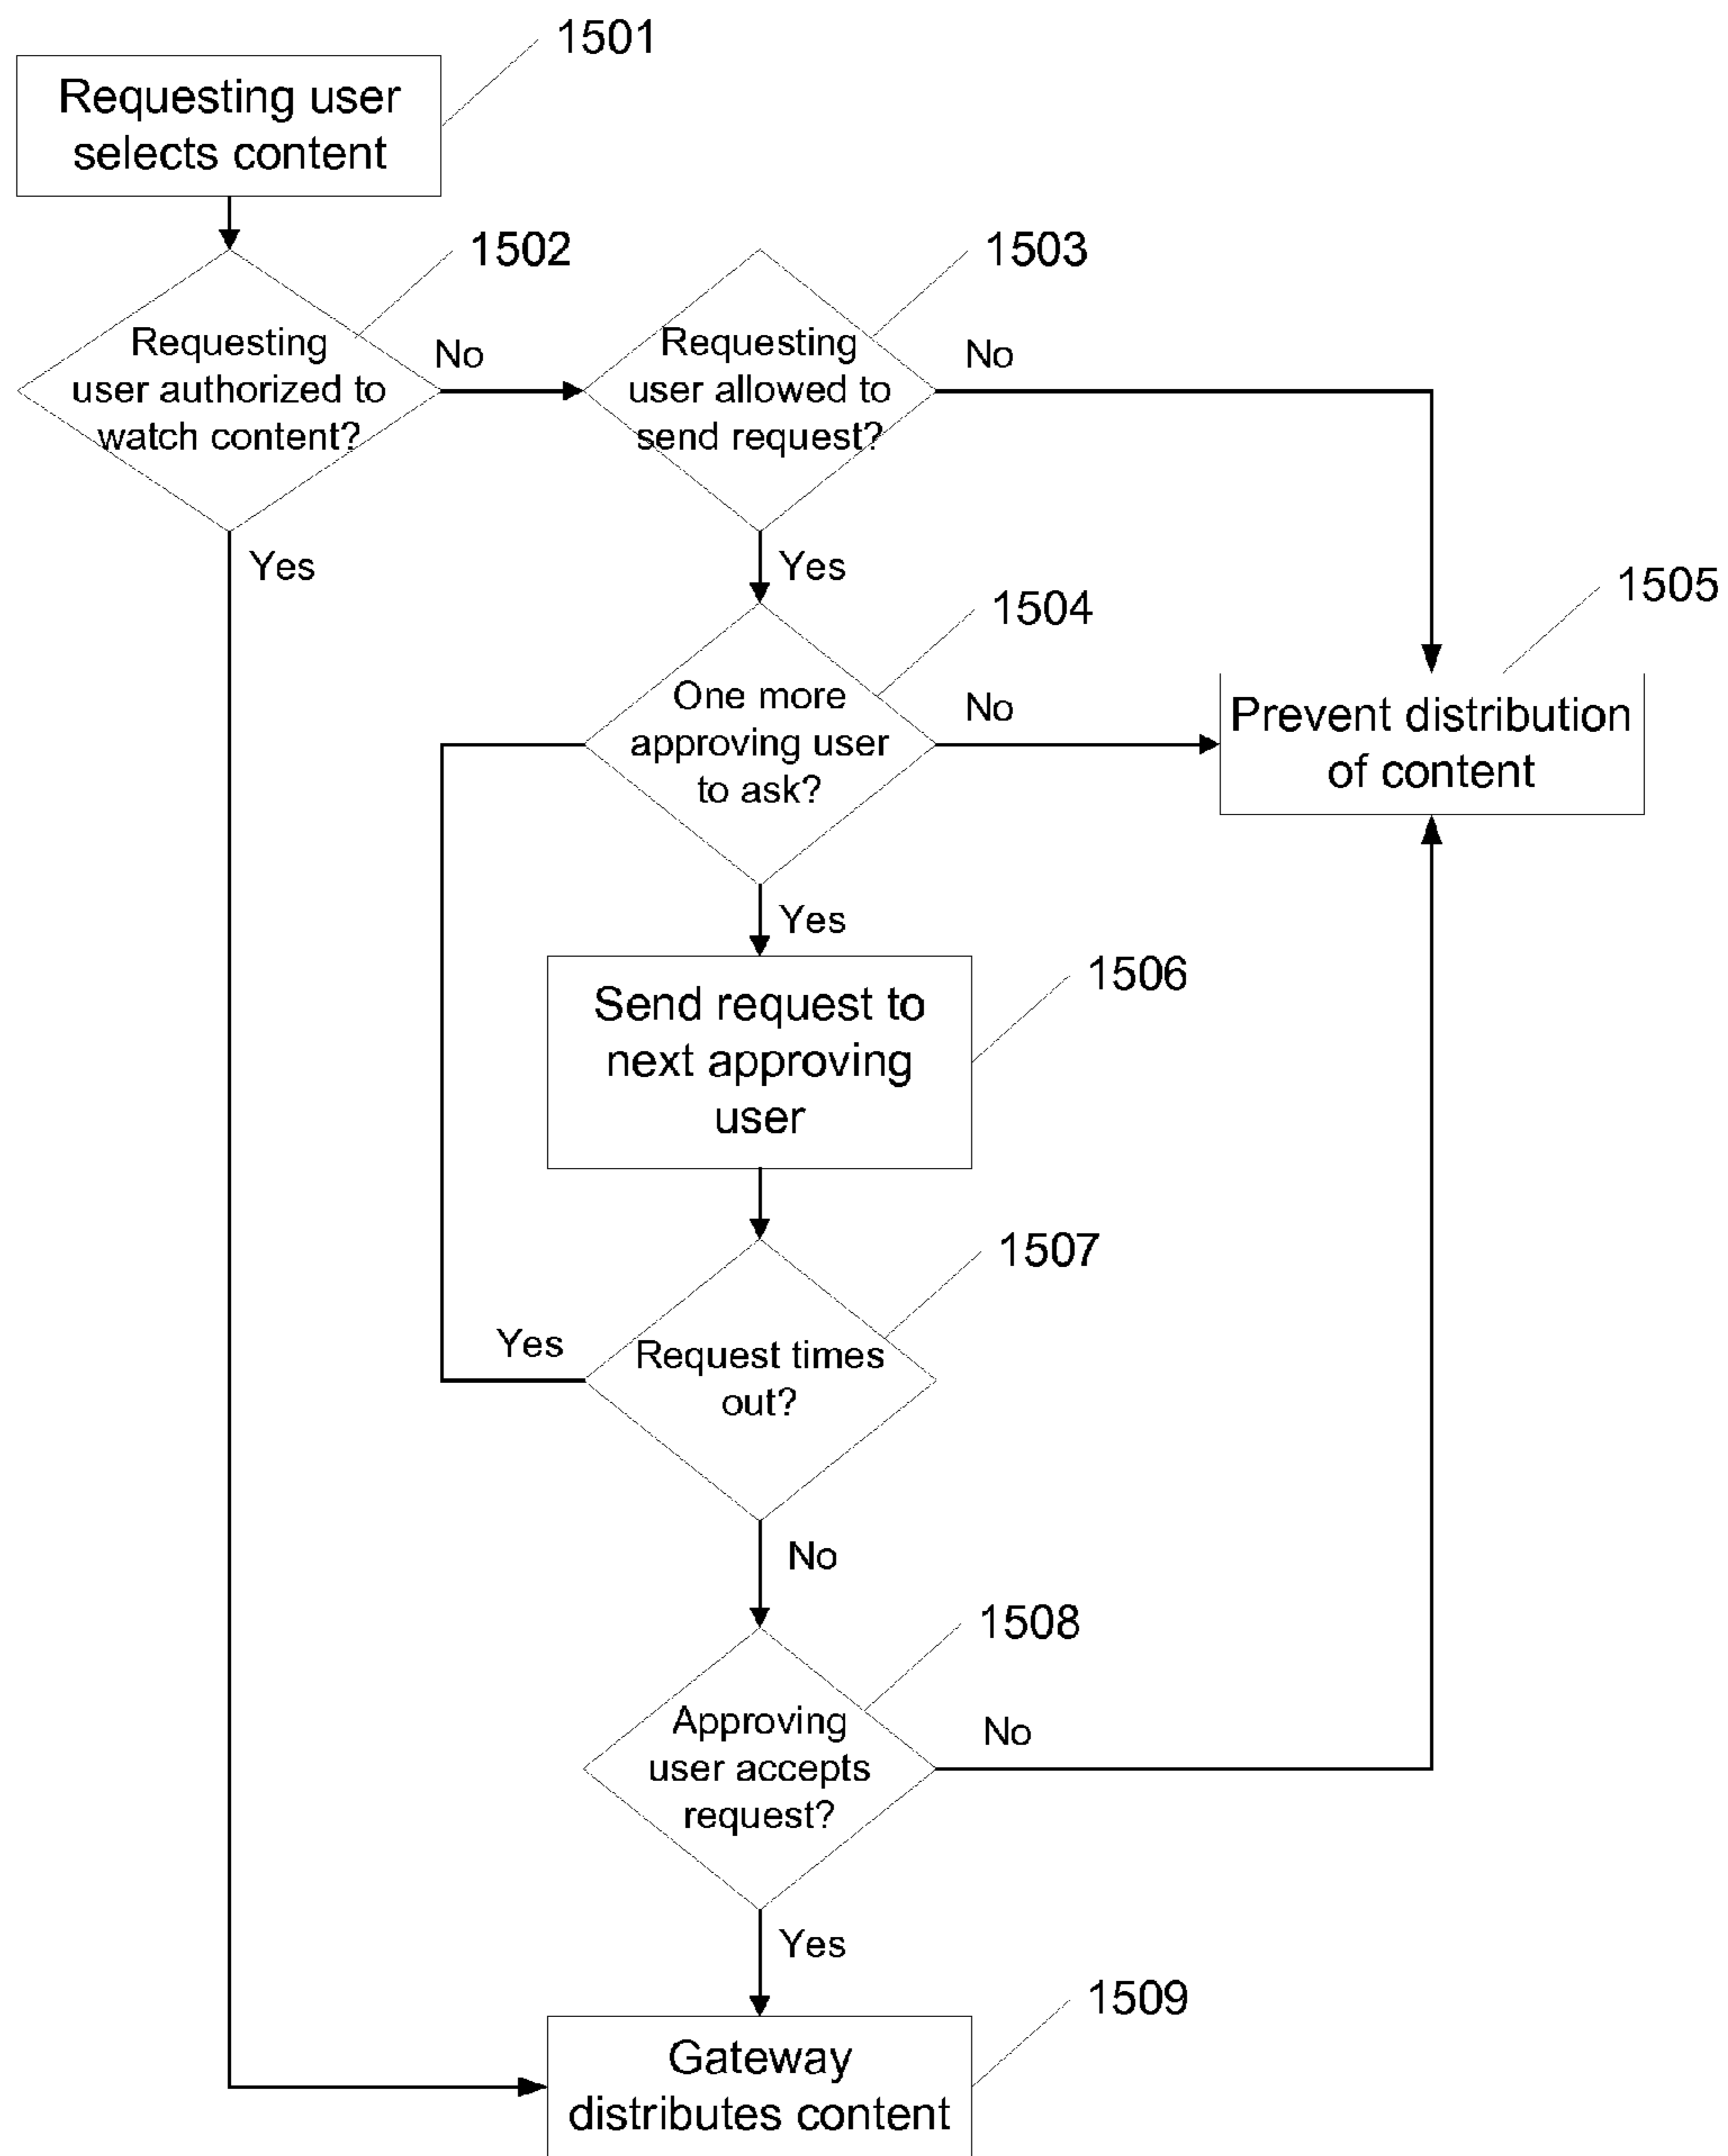 1501
Requesting user
selects content
1502
Requesting
user authorized to
watch content?
No
Yes
1503
Requesting
user allowed to
send request?
No
Yes
1504
One more
approving user
to ask?
No
Yes
1505
Prevent distribution
of content
1506
Send request to
next approving
user
1507
Request times
out?
Yes
No
1508
Approving
user accepts
request?
No
Yes
1509
Gateway
distributes content